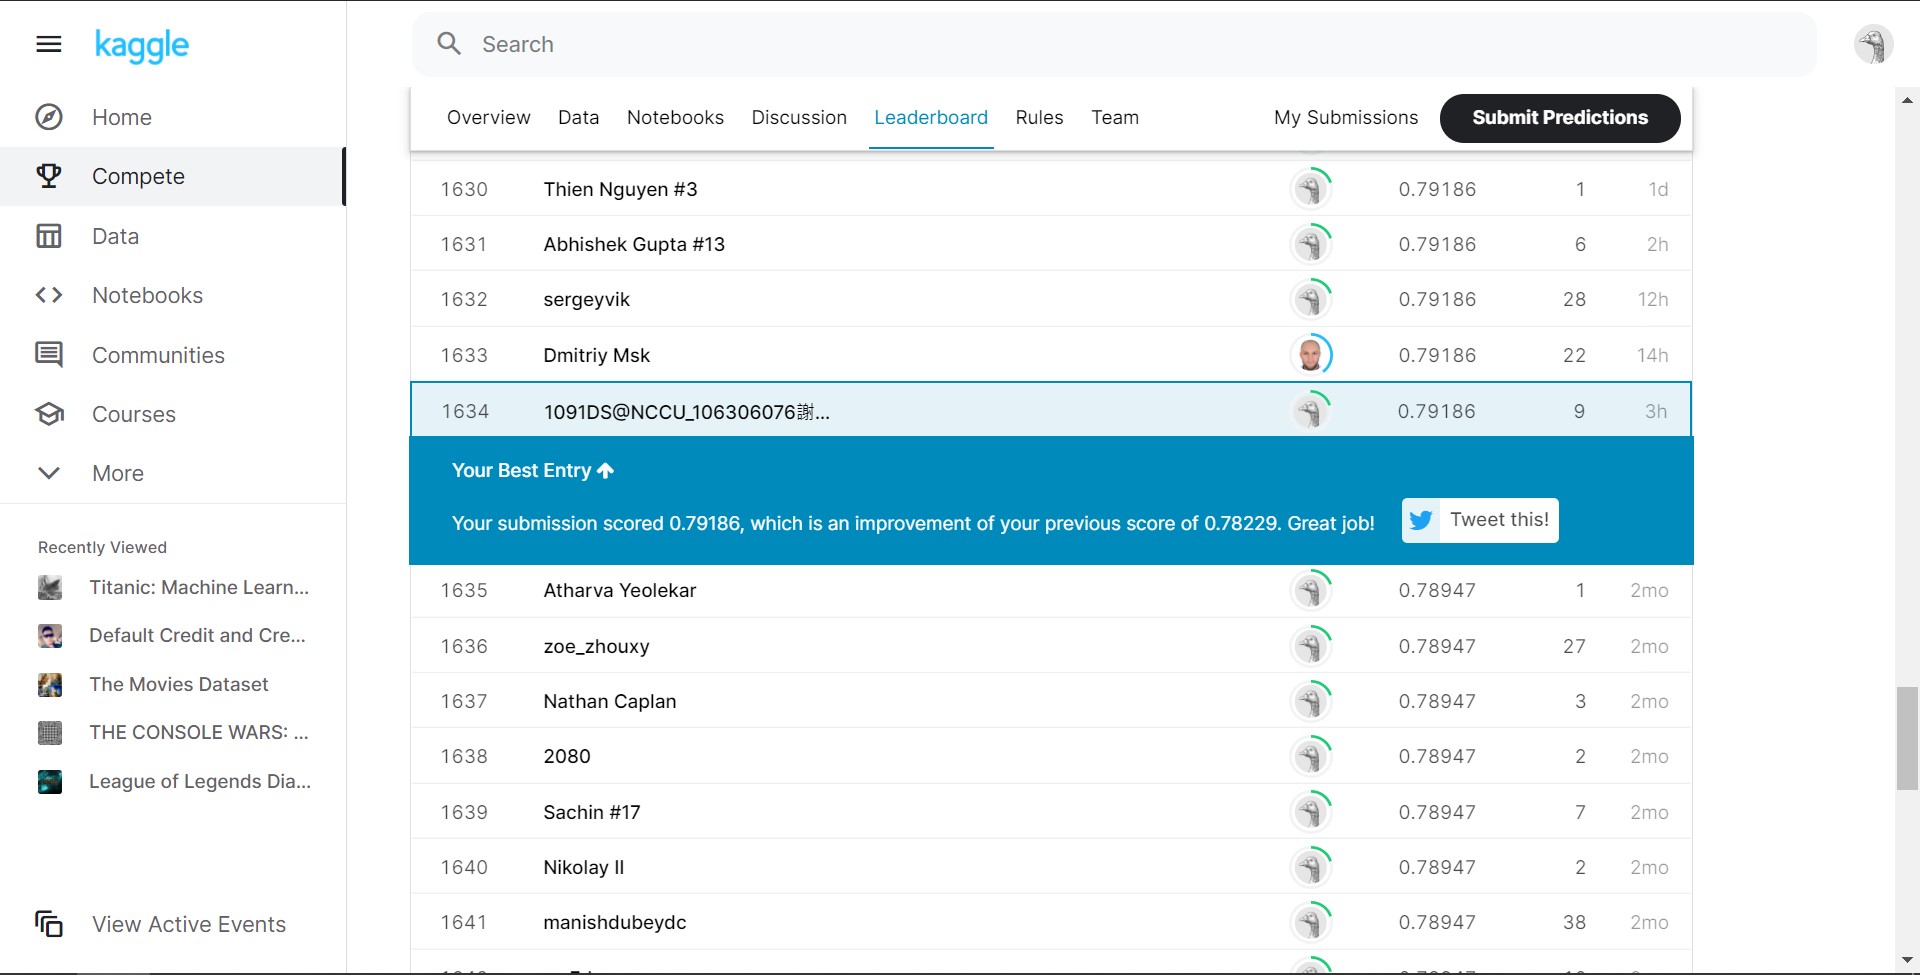 kaggle
Search
Home
Compete
Data
Notebooks
Communities
Courses
More
Recently Viewed
Titanic: Machine Learn...
Default Credit and Cre...
The Movies Dataset
THE CONSOLE WARS: ...
League of Legends Dia...
View Active Events
Overview Data Notebooks Discussion Leaderboard Rules Team My Submissions Submit Predictions
1630 Thien Nguyen #3 0.79186 1 1d
1631 Abhishek Gupta #13 0.79186 6 2h
1632 sergeyvik 0.79186 28 12h
1633 Dmitriy Msk 0.79186 22 14h
1634 1091DS@NCCU_106306076謝... 0.79186 9 3h
Your Best Entry
Your submission scored 0.79186, which is an improvement of your previous score of 0.78229. Great job! Tweet this!
1635 Atharva Yeolekar 0.78947 1 2mo
1636 zoe_zhouxy 0.78947 27 2mo
1637 Nathan Caplan 0.78947 3 2mo
1638 2080 0.78947 2 2mo
1639 Sachin #17 0.78947 7 2mo
1640 Nikolay II 0.78947 2 2mo
1641 manishdubeydc 0.78947 38 2mo